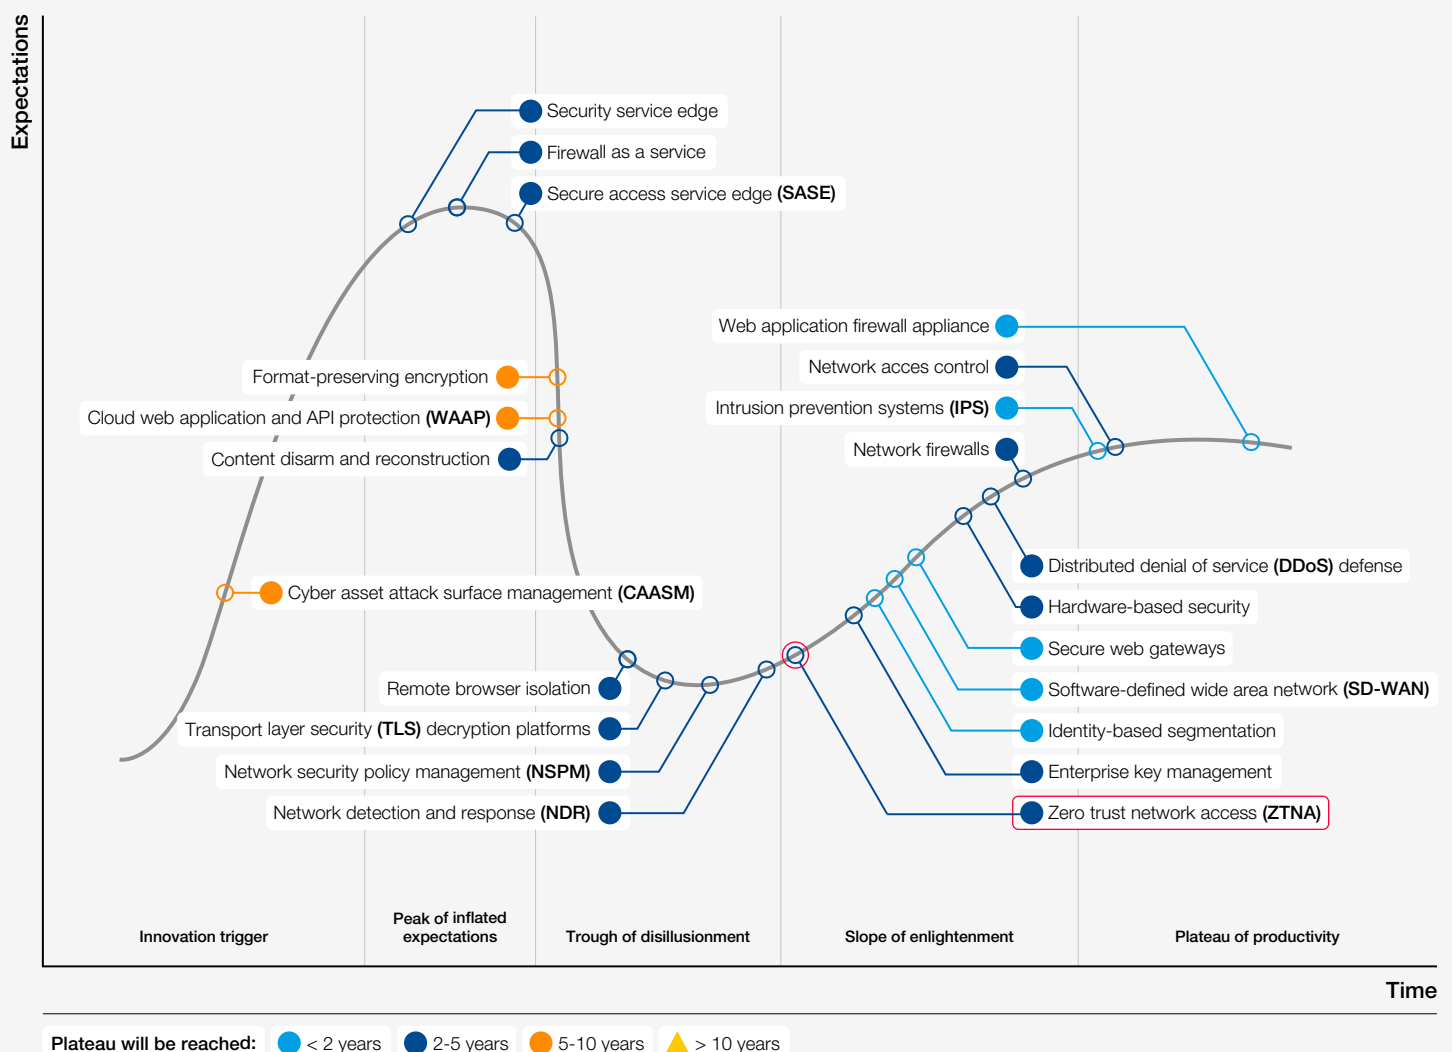 Expectations
Security service edge
Firewall as a service
Secure access service edge (SASE)
Web application firewall appliance
Network acces control
Intrusion prevention systems (IPS)
Network firewalls
Format-preserving encryption
Cloud web application and API protection (WAAP)
Content disarm and reconstruction
Cyber asset attack surface management (CAASM)
Distributed denial of service (DDoS) defense
Hardware-based security
Secure web gateways
Software-defined wide area network (SD-WAN)
Identity-based segmentation
Enterprise key management
Zero trust network access (ZTNA)
Remote browser isolation
Transport layer security (TLS) decryption platforms
Network security policy management (NSPM)
Network detection and response (NDR)
Innovation trigger
Peak of inflated
expectations
Trough of disillusionment
Slope of enlightenment
Plateau of productivity
Time
Plateau will be reached: < 2 years 2-5 years 5-10 years > 10 years